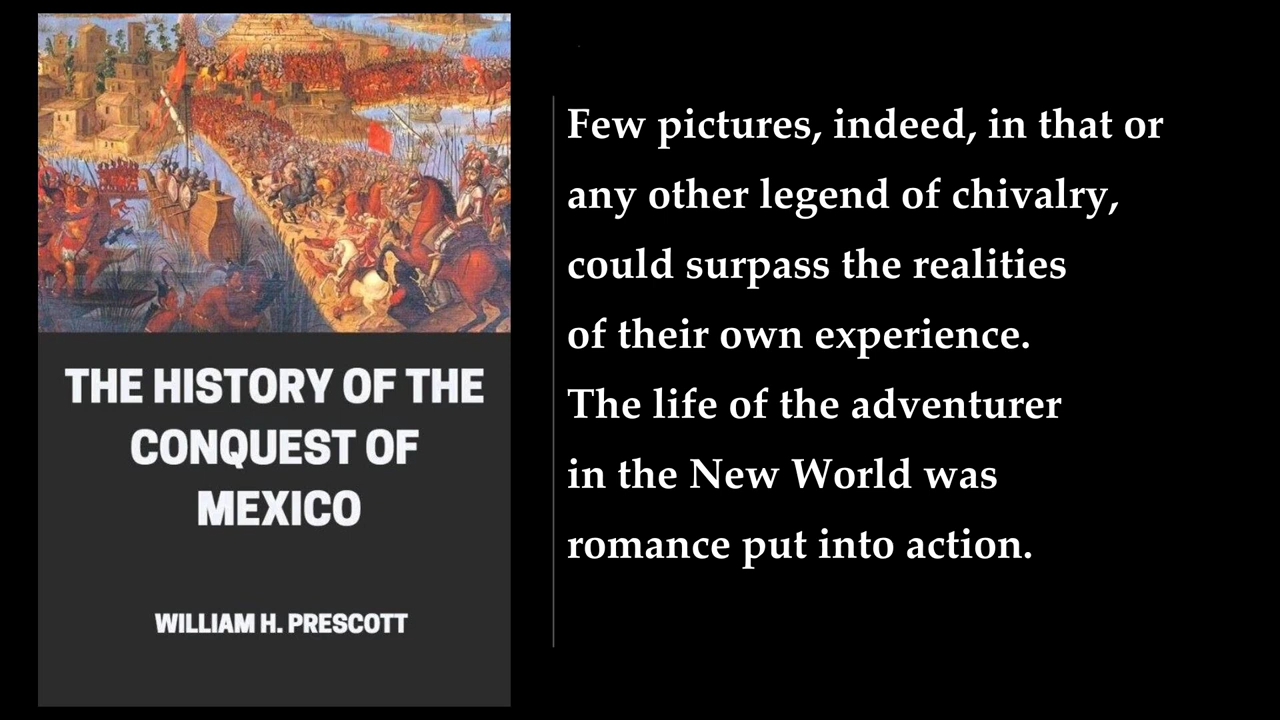 THE HISTORY OF THE
CONQUEST OF
MEXICO
WILLIAM H. PRESCOTT
Few pictures, indeed, in that or
any other legend of chivalry,
could surpass the realities
of their own experience.
The life of the adventurer
in the New World was
romance put into action.